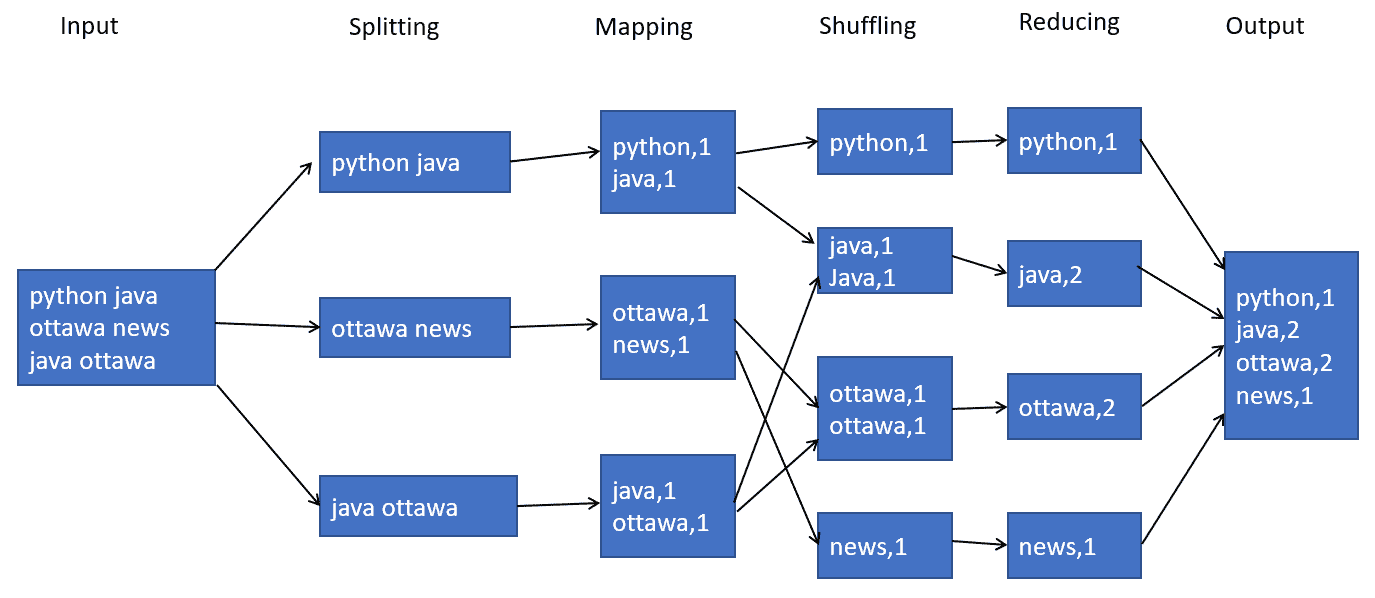 Input
Splitting
Mapping
Shuffling
Reducing
Output
python java
ottawa news
java ottawa
python java
ottawa news
java ottawa
python,1
java,1
ottawa,1
news,1
java,1
ottawa,1
python,1
java,1
Java,1
ottawa,1
ottawa,1
news,1
python,1
java,2
ottawa,2
news,1
python,1
java,2
ottawa,2
news,1